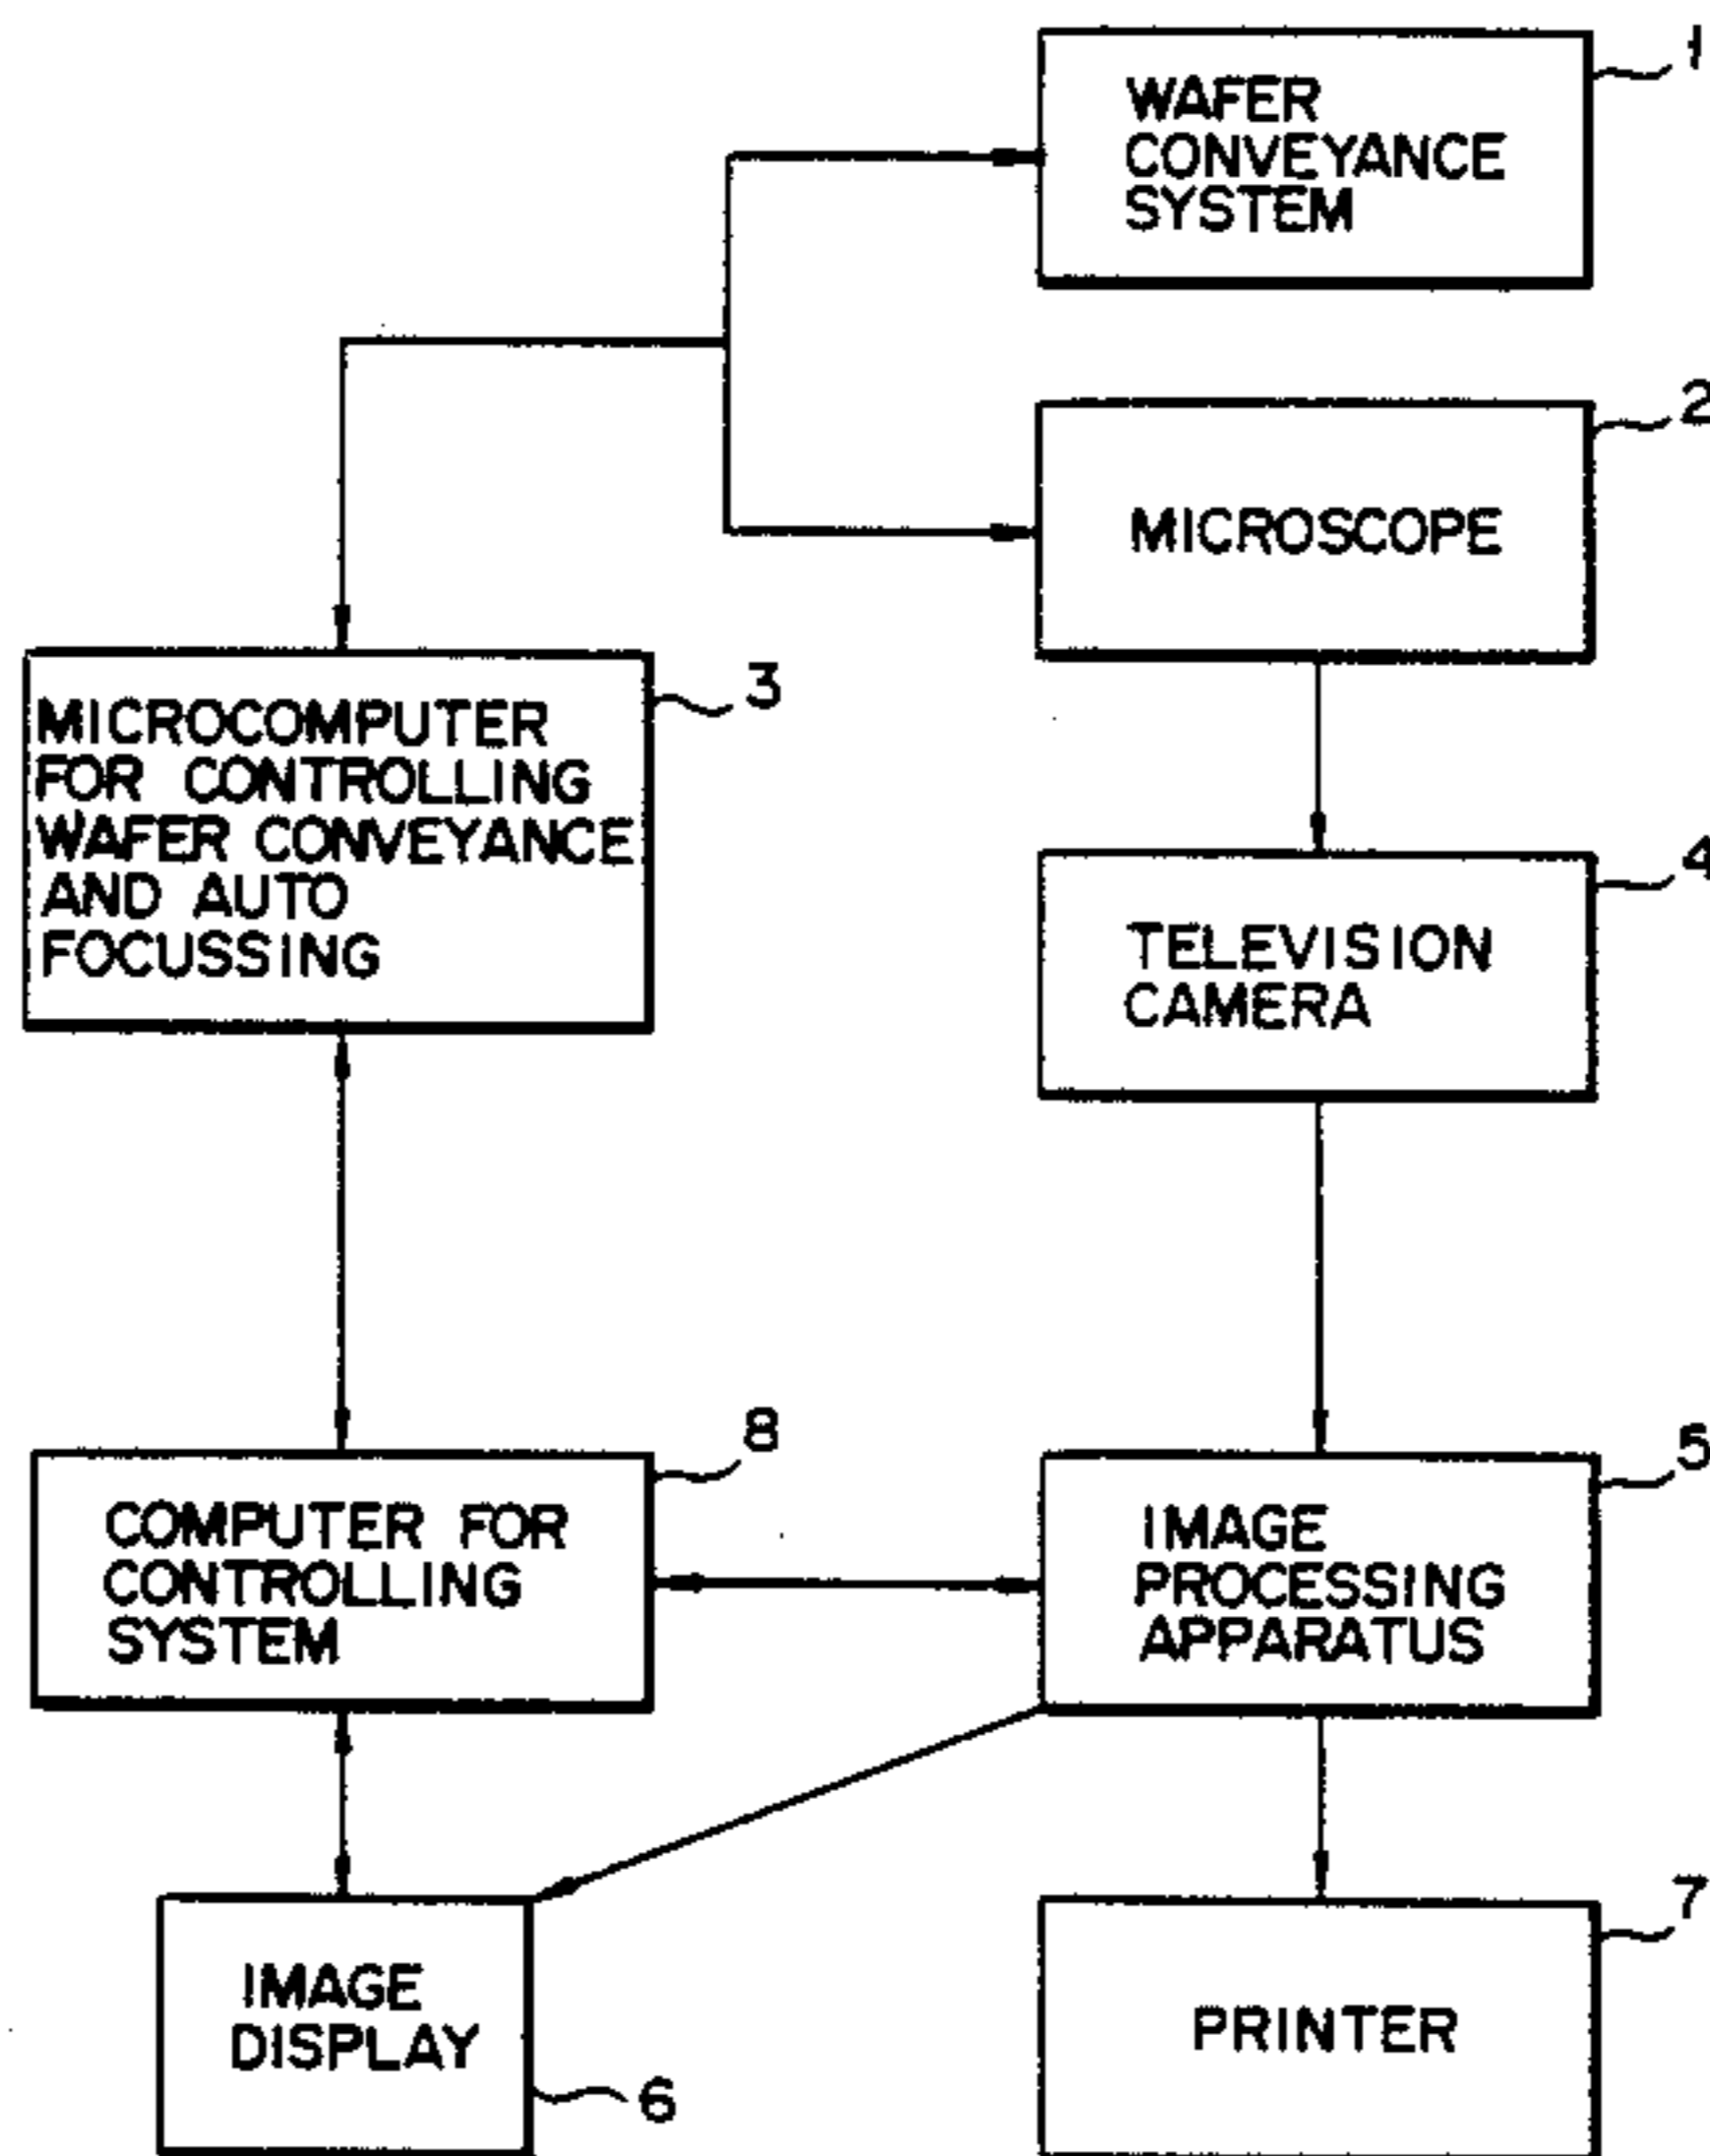 1
WAFER
CONVEYANCE
SYSTEM
2
MICROSCOPE
3
MICROCOMPUTER
FOR CONTROLLING
WAFER CONVEYANCE
AND AUTO
FOCUSSING
4
TELEVISION
CAMERA
8
COMPUTER FOR
CONTROLLING
SYSTEM
5
IMAGE
PROCESSING
APPARATUS
IMAGE
DISPLAY
6
7
PRINTER